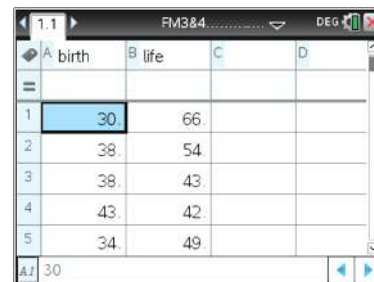 1.1 FM3&4............. DEG
A birth B life C D
=
1 30. 66.
2 38. 54.
3 38. 43.
4 43. 42.
5 34. 49.
A1 30